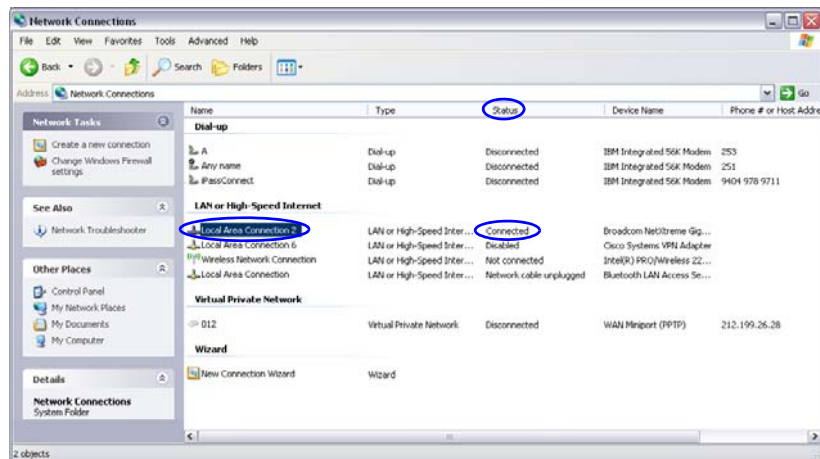 Network Connections
File Edit View Favorites Tools Advanced Help
Back Search Folders
Address Network Connections Go
Name Type Status Device Name Phone # or Host Addre
Network Tasks
Create a new connection
Change Windows Firewall
settings
See Also
Network Troubleshooter
Other Places
Control Panel
My Network Places
My Documents
My Computer
Details
Network Connections
System Folder
Dial-up
A Dial-up Disconnected IBM Integrated 56K Modem 253
Any name Dial-up Disconnected IBM Integrated 56K Modem 251
iPassConnect Dial-up Disconnected IBM Integrated 56K Modem 9404 978 9711
LAN or High-Speed Internet
Local Area Connection 2 LAN or High-Speed Inter... Connected Broadcom NetXtreme Gig...
Local Area Connection 6 LAN or High-Speed Inter... Disabled Cisco Systems VPN Adapter
Wireless Network Connection LAN or High-Speed Inter... Not connected Intel(R) PRO/Wireless 22...
Local Area Connection LAN or High-Speed Inter... Network cable unplugged Bluetooth LAN Access Se...
Virtual Private Network
012 Virtual Private Network Disconnected WAN Miniport (PPTP) 212.199.26.28
Wizard
New Connection Wizard Wizard
2 objects